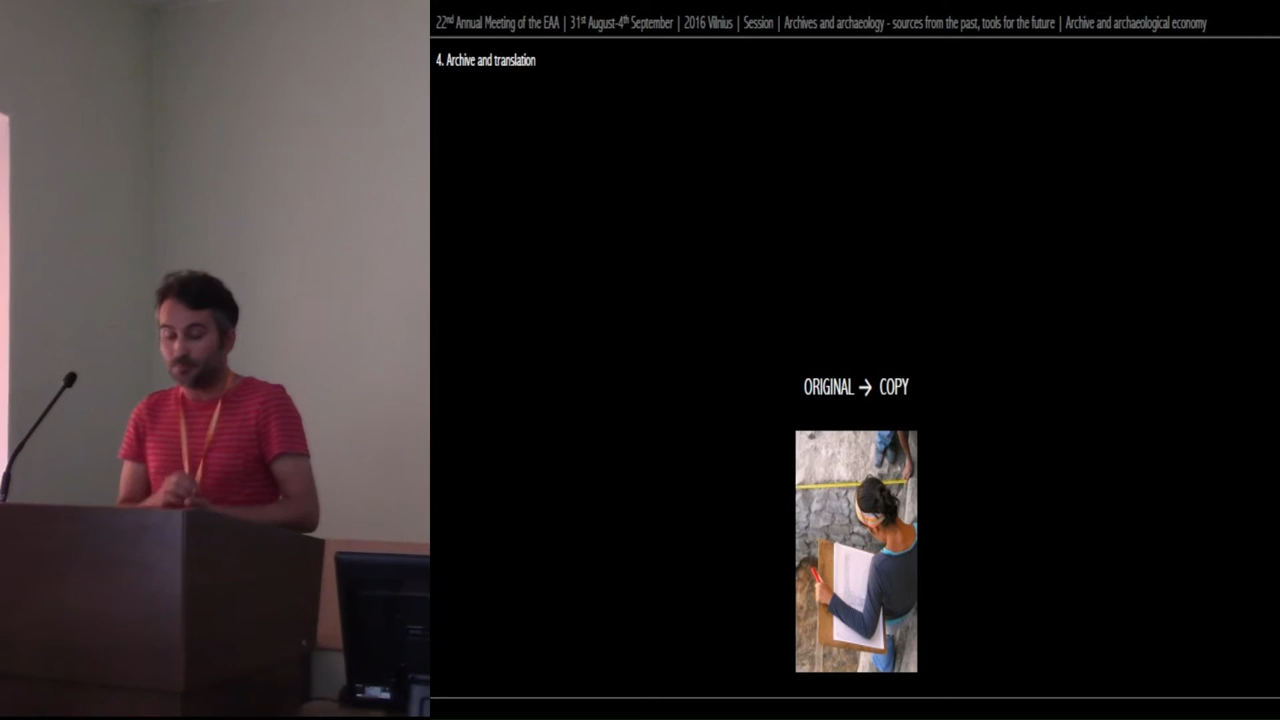 22nd Annual Meeting of the EAA | 31st August-4th September | 2016 Vilnius | Session | Archives and archaeology - sources from the past, tools for the future | Archive and archaeological economy
4. Archive and translation
ORIGINAL → COPY